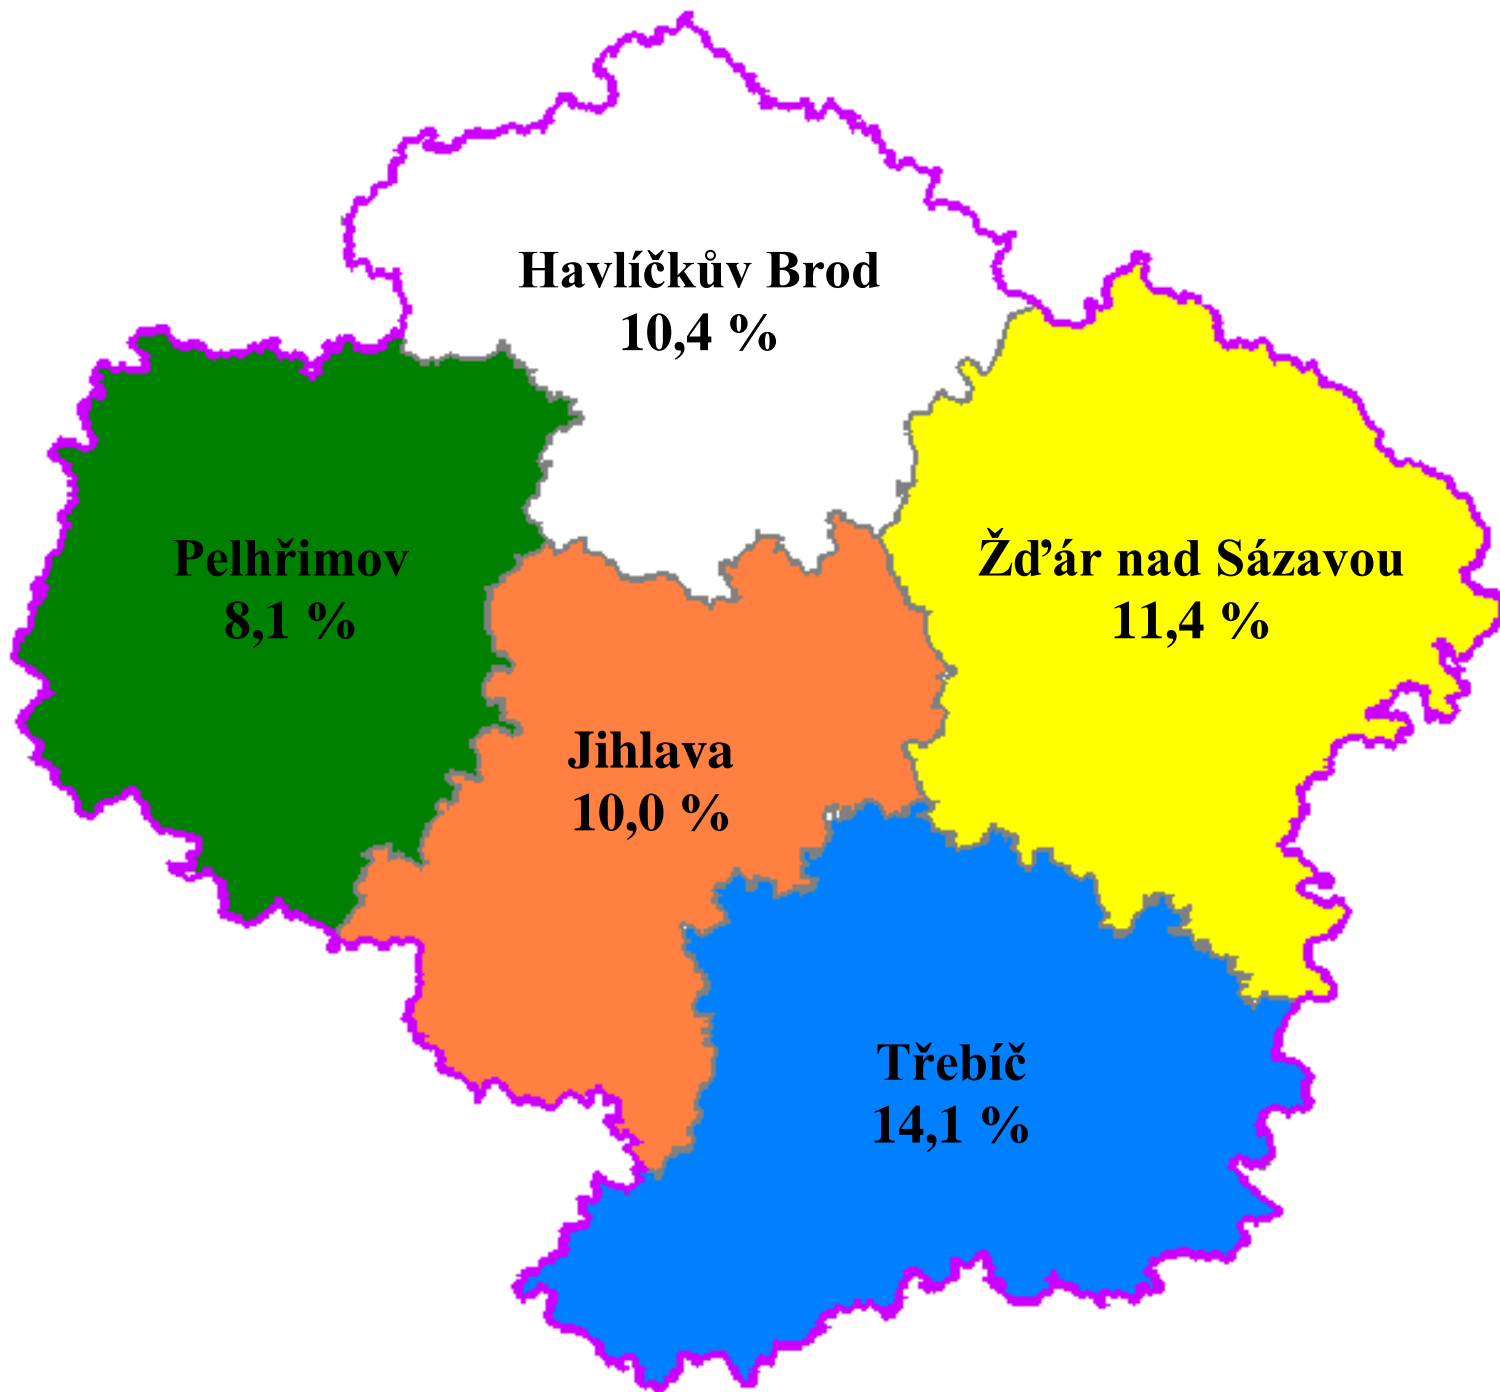 Havlíčkův Brod
10,4 %
Pelhřimov
8,1 %
Žďár nad Sázavou
11,4 %
Jihlava
10,0 %
Třebíč
14,1 %